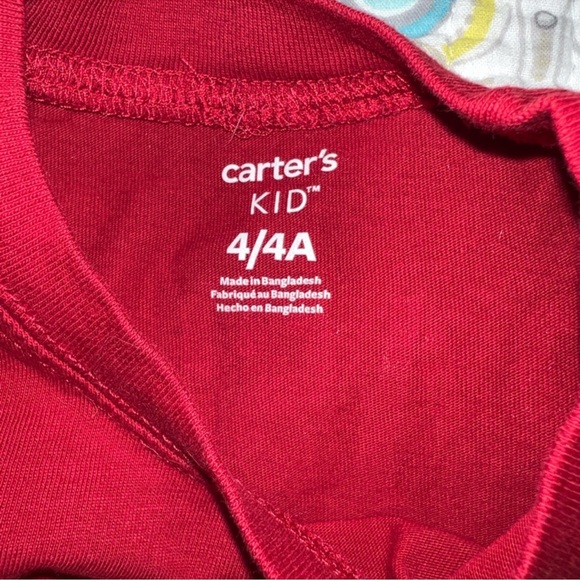 carter's
KID™
4/4A
Made in Bangladesh
Fabriqué au Bangladesh
Hecho en Bangladesh